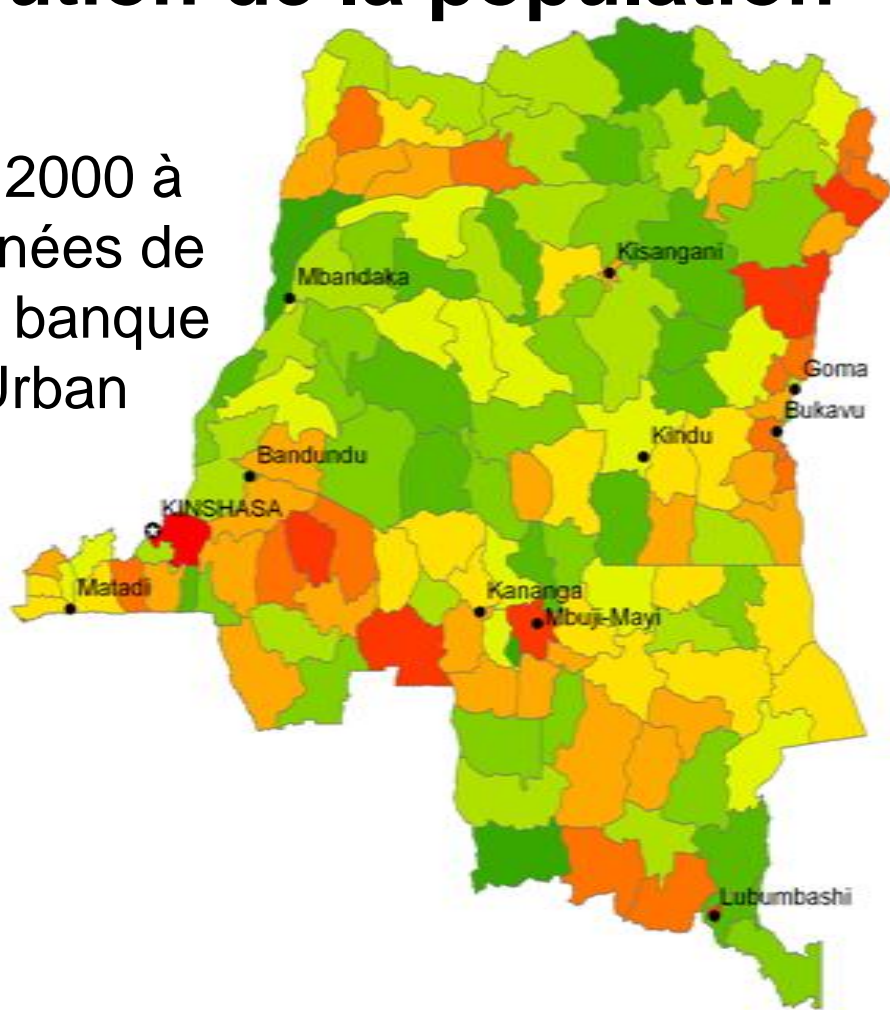 ution de la population
2000 à
nées de
banque
Urban
Kisangani
Mbandaka
Goma
Bukavu
Kindu
Bandundu
KINSHASA
Matadi
Kananga
Mbuji-Mayi
Lubumbashi